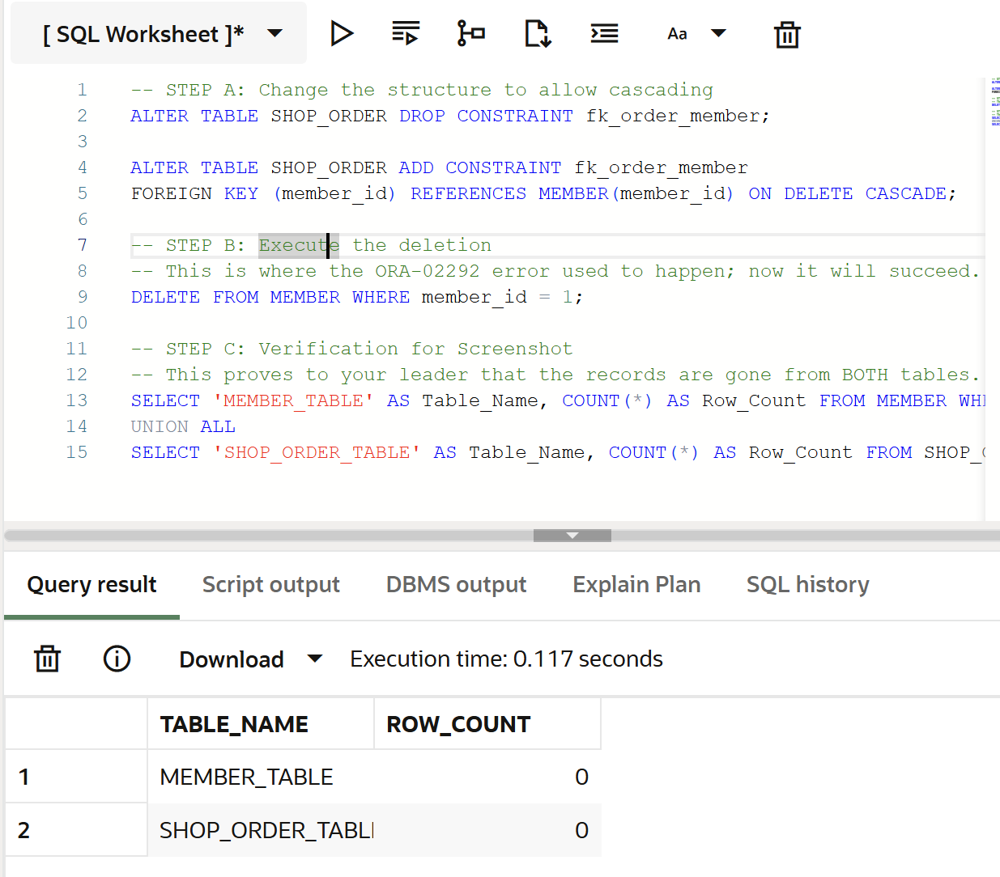 [ SQL Worksheet ]*
Aa
1 -- STEP A: Change the structure to allow cascading
2 ALTER TABLE SHOP_ORDER DROP CONSTRAINT fk_order_member;
3
4 ALTER TABLE SHOP_ORDER ADD CONSTRAINT fk_order_member
5 FOREIGN KEY (member_id) REFERENCES MEMBER(member_id) ON DELETE CASCADE;
6
7 -- STEP B: Execute the deletion
8 -- This is where the ORA-02292 error used to happen; now it will succeed.
9 DELETE FROM MEMBER WHERE member_id = 1;
10
11 -- STEP C: Verification for Screenshot
12 -- This proves to your leader that the records are gone from BOTH tables.
13 SELECT 'MEMBER_TABLE' AS Table_Name, COUNT(*) AS Row_Count FROM MEMBER WH
14 UNION ALL
15 SELECT 'SHOP_ORDER_TABLE' AS Table_Name, COUNT(*) AS Row_Count FROM SHOP_
Query result Script output DBMS output Explain Plan SQL history
Download Execution time: 0.117 seconds
TABLE_NAME ROW_COUNT
1 MEMBER_TABLE 0
2 SHOP_ORDER_TABL 0